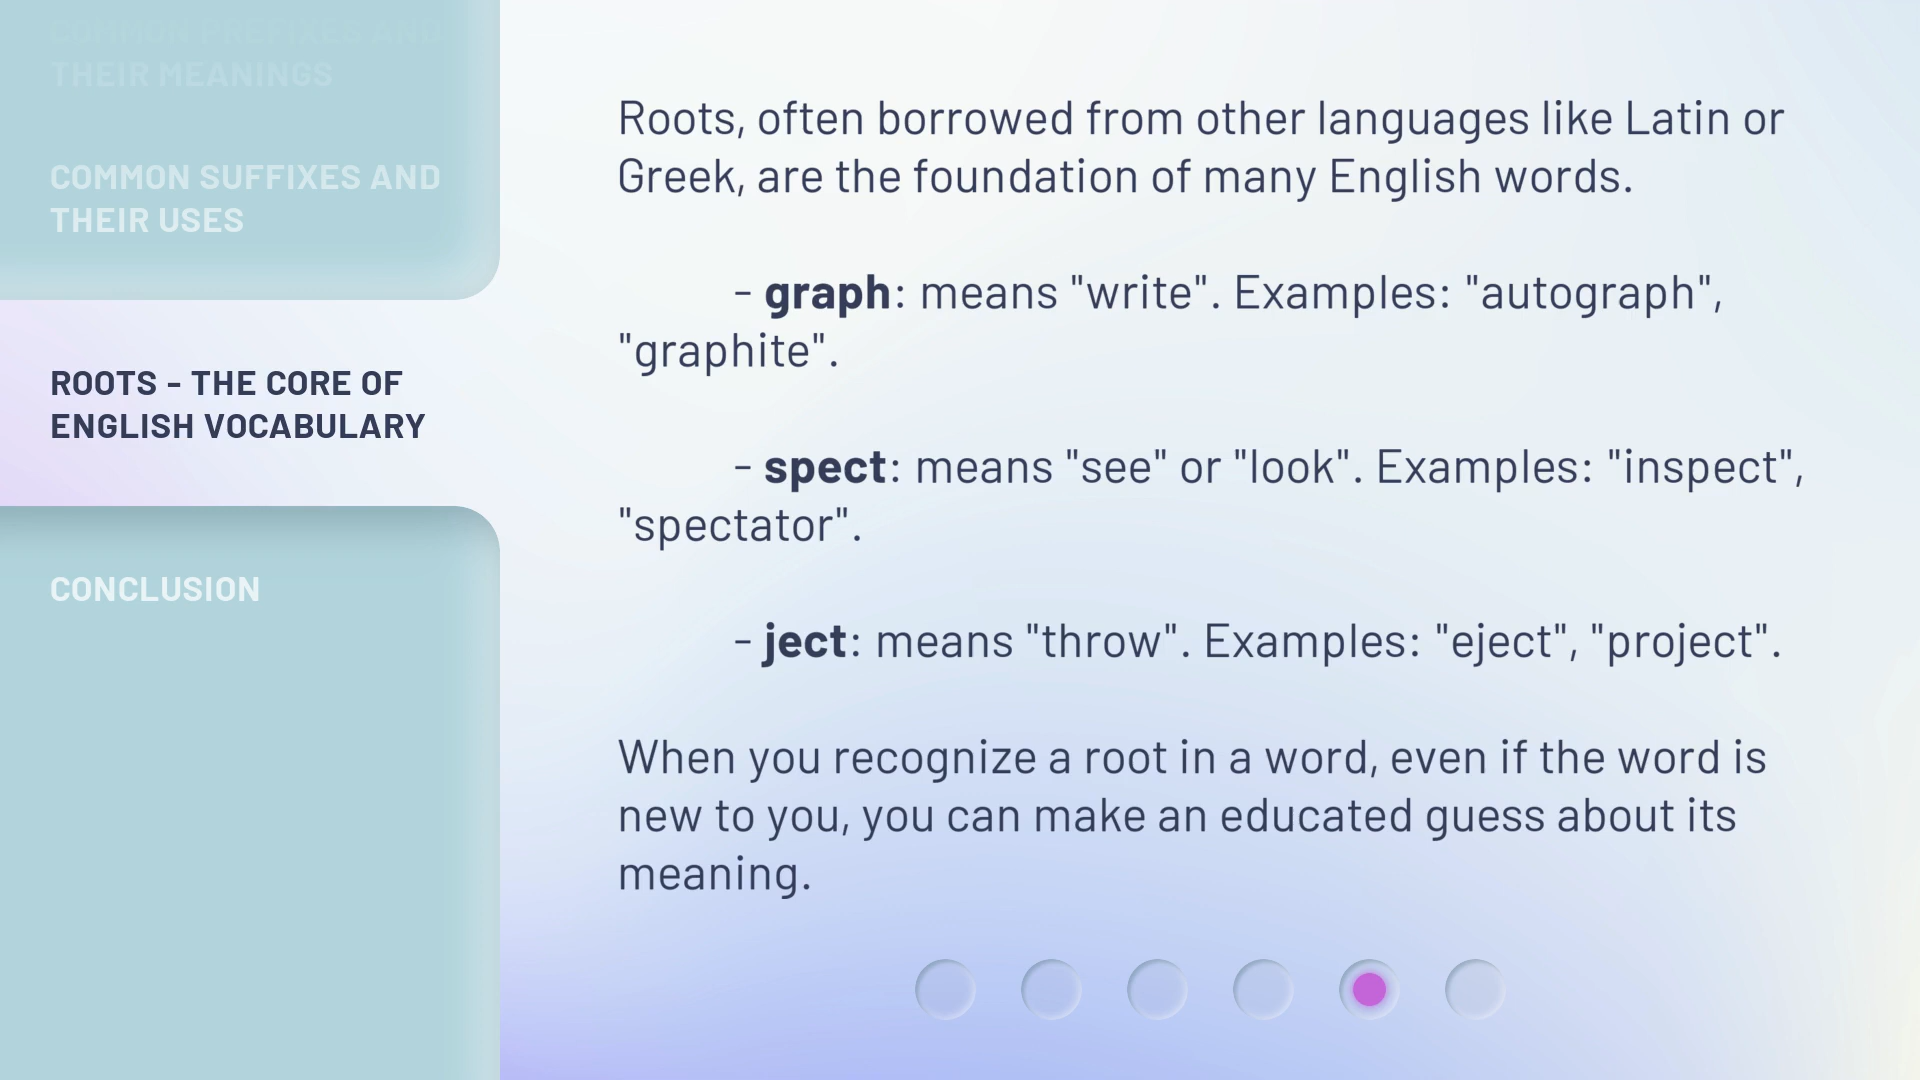 COMMON PREFIXES AND
THEIR MEANINGS
COMMON SUFFIXES AND
THEIR USES
ROOTS - THE CORE OF
ENGLISH VOCABULARY
CONCLUSION
Roots, often borrowed from other languages like Latin or
Greek, are the foundation of many English words.
- graph: means "write". Examples: "autograph",
"graphite".
- spect: means "see" or "look". Examples: "inspect",
"spectator".
- ject: means "throw". Examples: "eject", "project".
When you recognize a root in a word, even if the word is
new to you, you can make an educated guess about its
meaning.